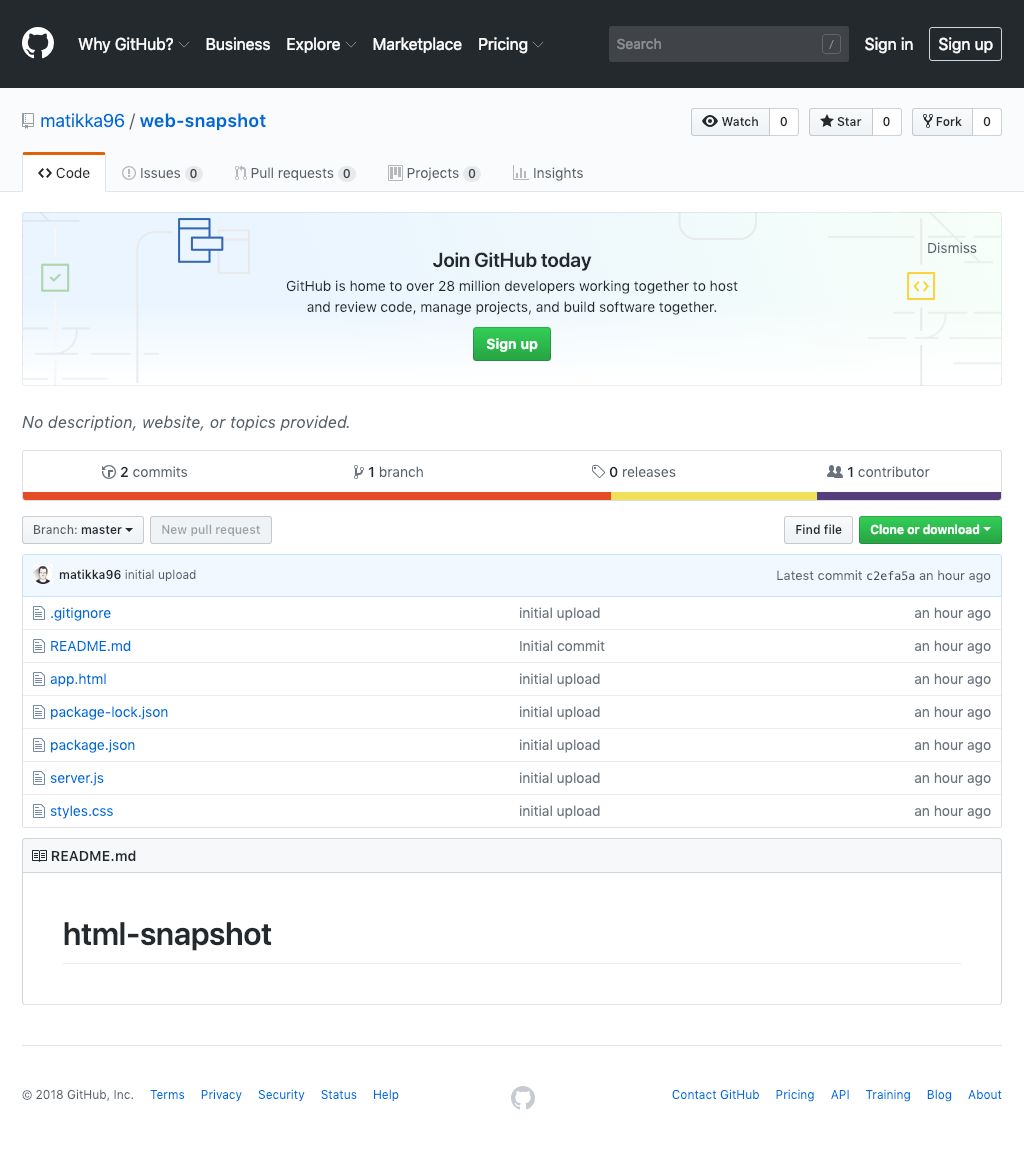 Why GitHub? Business Explore Marketplace Pricing Search / Sign in Sign up
matikka96 / web-snapshot Watch 0 Star 0 Fork 0
Code Issues 0 Pull requests 0 Projects 0 Insights
Dismiss
Join GitHub today
GitHub is home to over 28 million developers working together to host
and review code, manage projects, and build software together.
Sign up
No description, website, or topics provided.
2 commits 1 branch 0 releases 1 contributor
Branch: master New pull request Find file Clone or download
matikka96 initial upload Latest commit c2efa5a an hour ago
.gitignore initial upload an hour ago
README.md Initial commit an hour ago
app.html initial upload an hour ago
package-lock.json initial upload an hour ago
package.json initial upload an hour ago
server.js initial upload an hour ago
styles.css initial upload an hour ago
README.md
html-snapshot
© 2018 GitHub, Inc. Terms Privacy Security Status Help Contact GitHub Pricing API Training Blog About